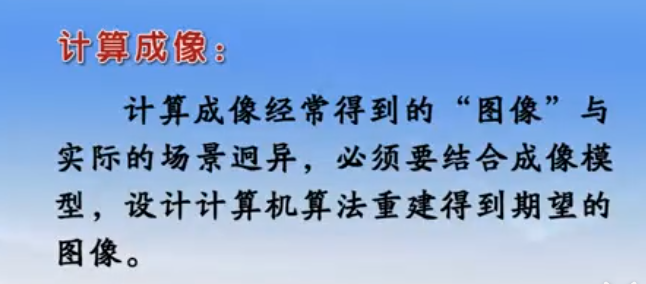 计算成像：
计算成像经常得到的“图像”与
实际的场景迥异，必须要结合成像模
型，设计计算机算法重建得到期望的
图像。